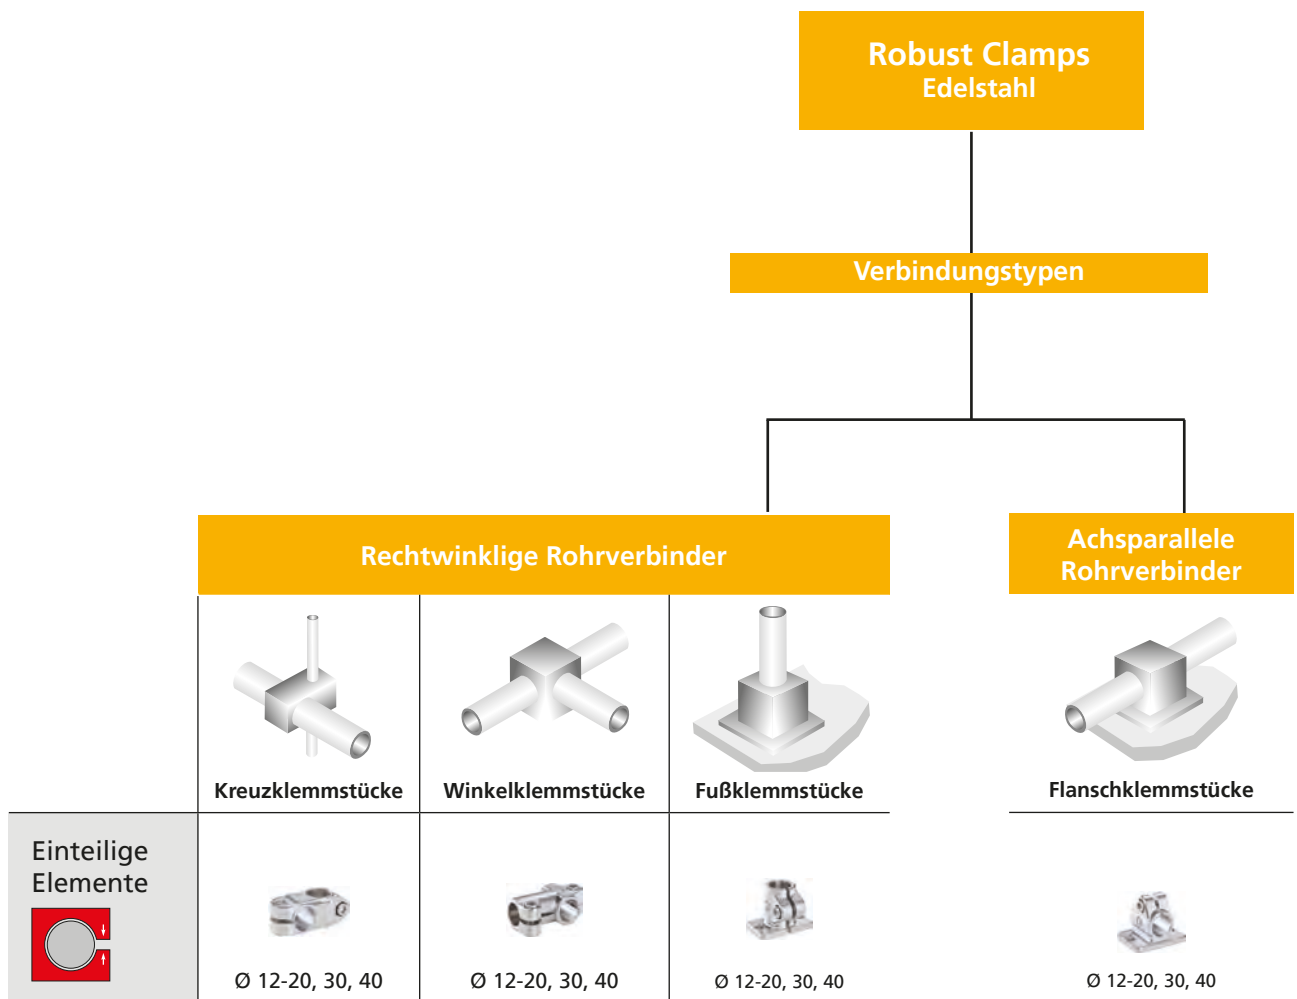 Robust Clamps
Edelstahl
Verbindungstypen
Rechtwinklige Rohrverbinder
Achsparallele
Rohrverbinder
Kreuzklemmstücke
Winkelklemmstücke
Fußklemmstücke
Flanschklemmstücke
Einteilige
Elemente
Ø 12-20, 30, 40
Ø 12-20, 30, 40
Ø 12-20, 30, 40
Ø 12-20, 30, 40